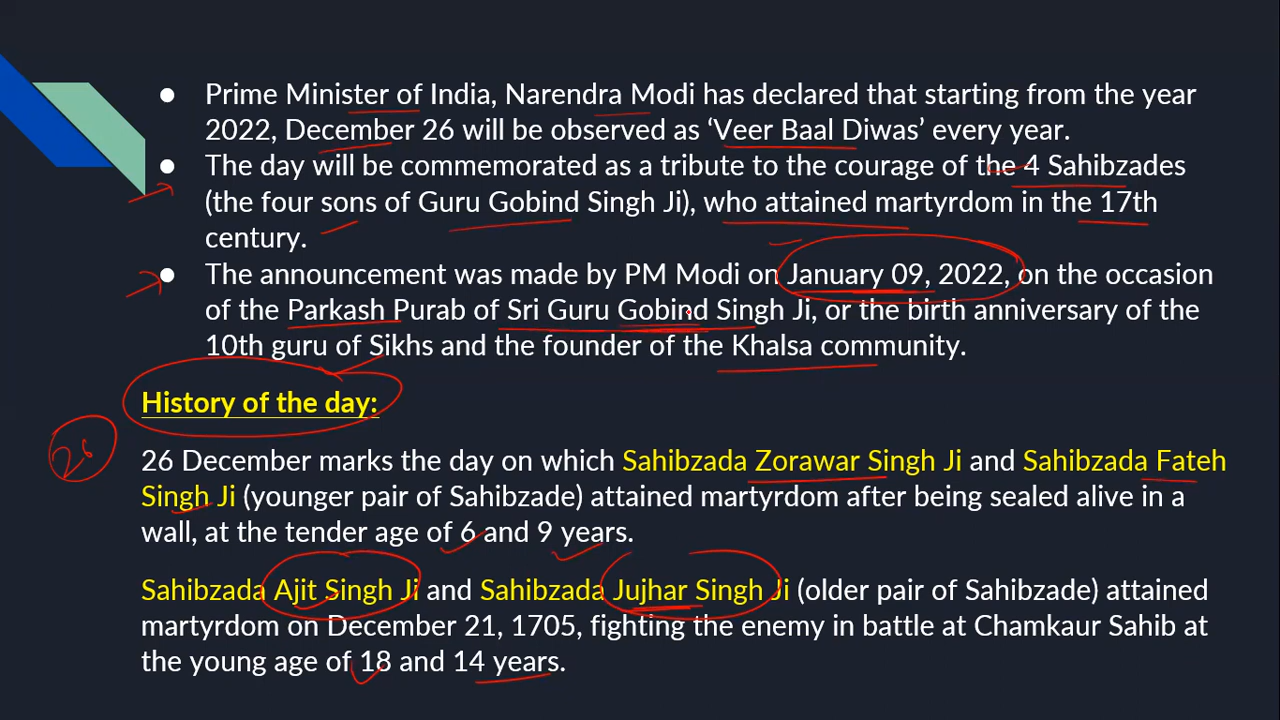 ● Prime Minister of India, Narendra Modi has declared that starting from the year
2022, December 26 will be observed as ‘Veer Baal Diwas’ every year.
● The day will be commemorated as a tribute to the courage of the 4 Sahibzades
(the four sons of Guru Gobind Singh Ji), who attained martyrdom in the 17th
century.
● The announcement was made by PM Modi on January 09, 2022, on the occasion
of the Parkash Purab of Sri Guru Gobind Singh Ji, or the birth anniversary of the
10th guru of Sikhs and the founder of the Khalsa community.
History of the day:
26
26 December marks the day on which Sahibzada Zorawar Singh Ji and Sahibzada Fateh
Singh Ji (younger pair of Sahibzade) attained martyrdom after being sealed alive in a
wall, at the tender age of 6 and 9 years.
Sahibzada Ajit Singh Ji and Sahibzada Jujhar Singh Ji (older pair of Sahibzade) attained
martyrdom on December 21, 1705, fighting the enemy in battle at Chamkaur Sahib at
the young age of 18 and 14 years.